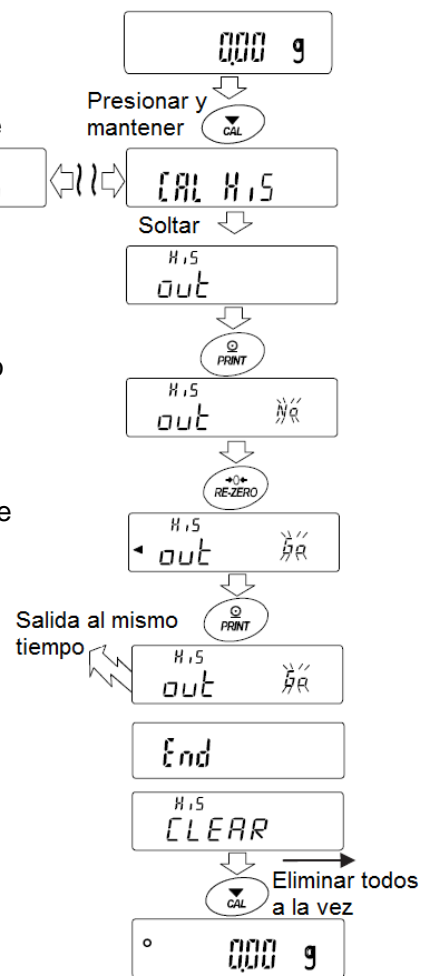 0.00 g
Presionar y
mantener
CAL
CAL HiS
Soltar
HiS
out
PRINT
o
HiS
out No
RE-ZERO
e
HiS
out Go
Salida al mismo
tiempo
PRINT
HiS
out Go
End
HiS
CLEAR
Eliminar todos
a la vez
CAL
0.00 g